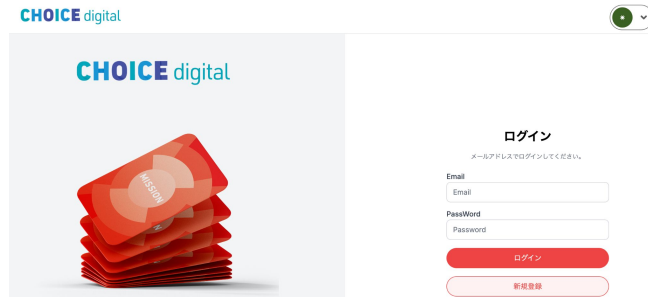 CHOICE digital
CHOICE digital
MISSION
ログイン
メールアドレスでログインしてください。
Email
Email
PassWord
Password
ログイン
新規登録